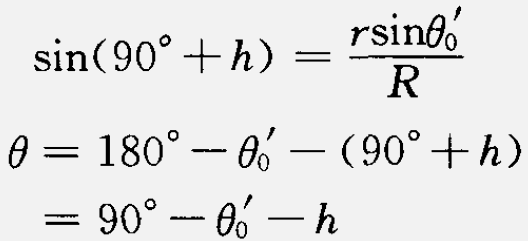 sin(90°+h) = rsinθ₀′/R
θ = 180° − θ₀′ − (90° + h)
= 90° − θ₀′ − h